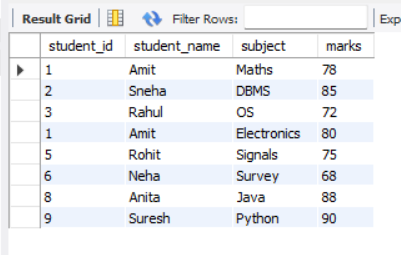 Result Grid Filter Rows: Exp
student_id student_name subject marks
1 Amit Maths 78
2 Sneha DBMS 85
3 Rahul OS 72
1 Amit Electronics 80
5 Rohit Signals 75
6 Neha Survey 68
8 Anita Java 88
9 Suresh Python 90